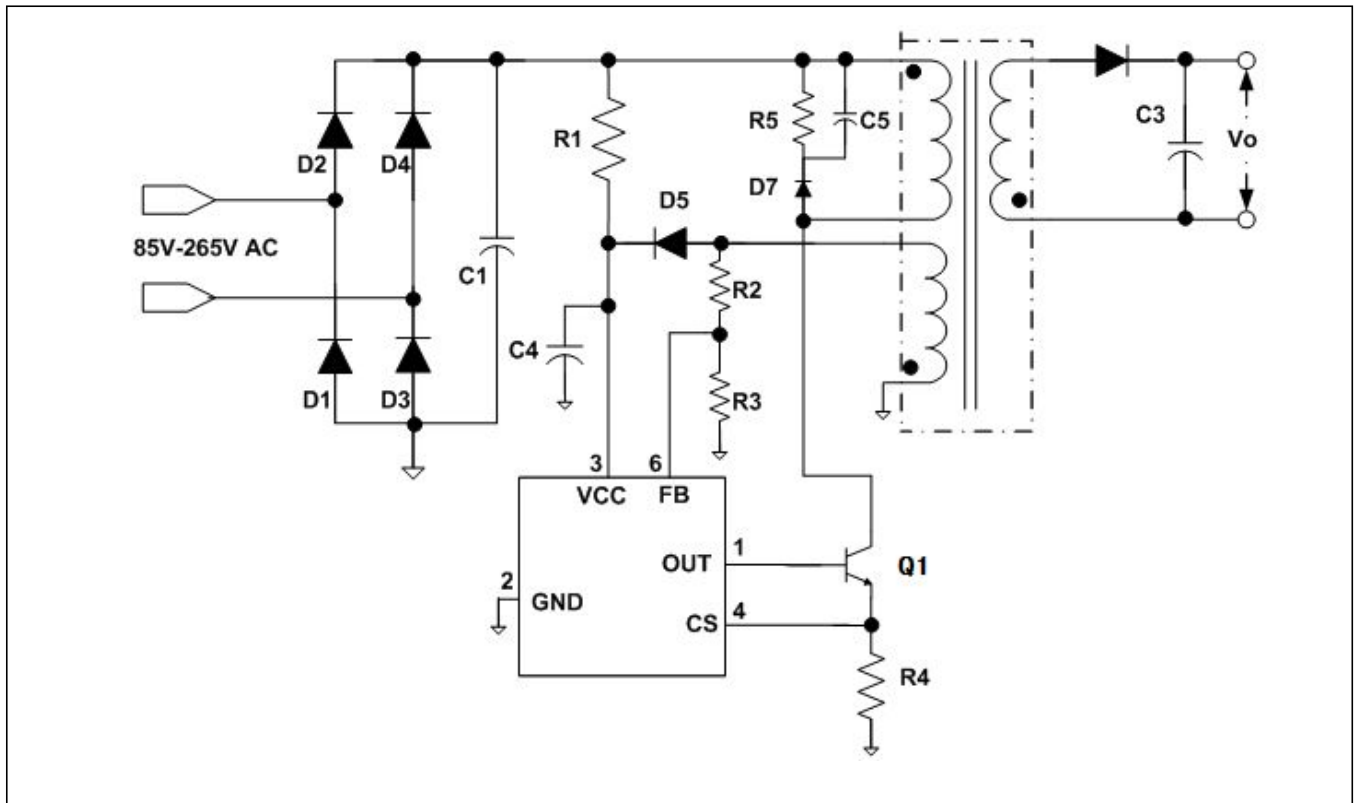 R1
R5
C5
C3
Vo
D2
D4
D7
D5
85V-265V AC
C1
R2
C4
D1
D3
R3
3
6
VCC
FB
OUT
1
Q1
2
GND
CS
4
R4